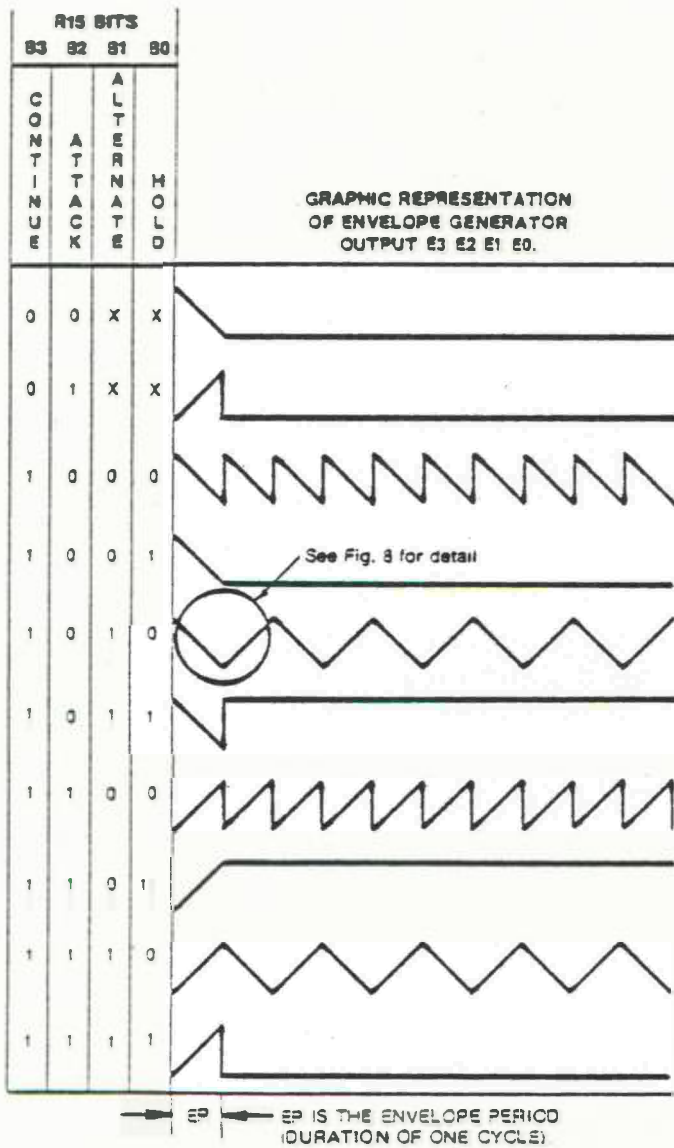 R15 BITS
B3 B2 B1 B0
CONTINUE
ATTACK
ALTERNATE
HOLD
GRAPHIC REPRESENTATION
OF ENVELOPE GENERATOR
OUTPUT E3 E2 E1 E0.
0 0 X X
0 1 X X
1 0 0 0
1 0 0 1
See Fig. 8 for detail
1 0 1 0
1 0 1 1
1 1 0 0
1 1 0 1
1 1 1 0
1 1 1 1
EP EP IS THE ENVELOPE PERIOD
(DURATION OF ONE CYCLE)